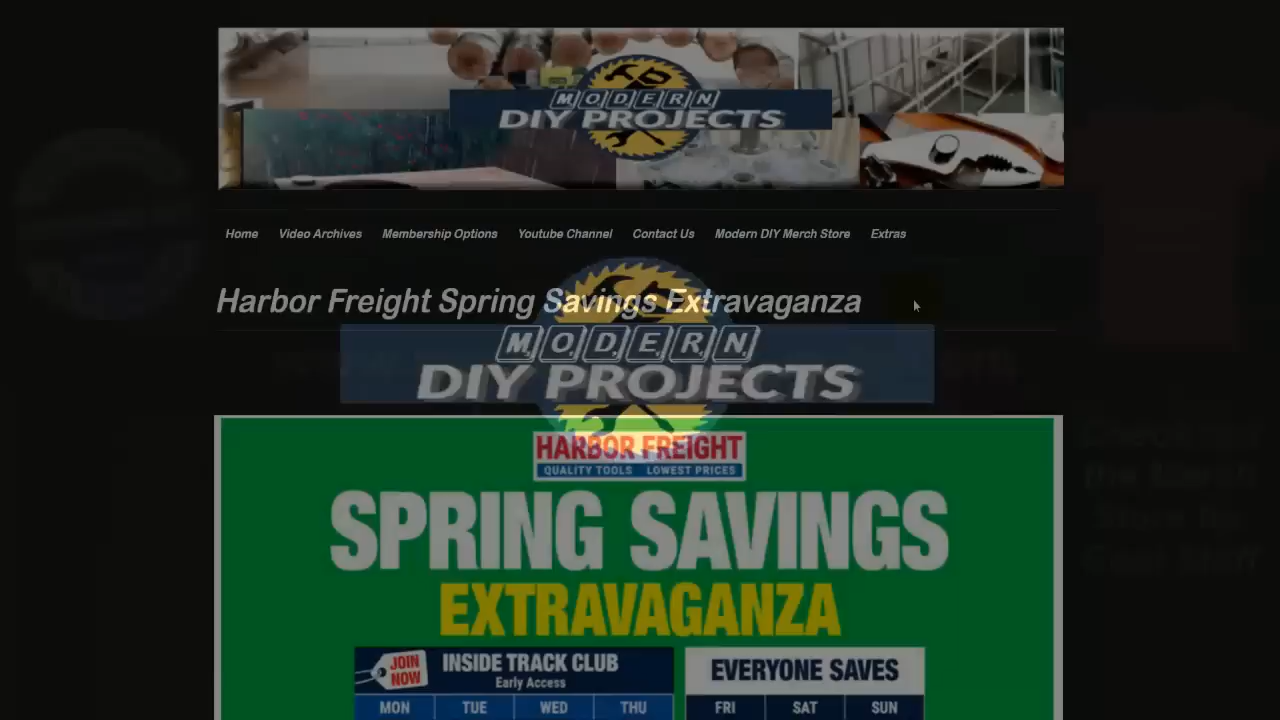 MODERN
DIY PROJECTS
Home Video Archives Membership Options Youtube Channel Contact Us Modern DIY Merch Store Extras
Harbor Freight Spring Savings Extravaganza
MODERN
DIY PROJECTS
HARBOR FREIGHT
QUALITY TOOLS LOWEST PRICES
SPRING SAVINGS
EXTRAVAGANZA
JOIN NOW
INSIDE TRACK CLUB
Early Access
EVERYONE SAVES
MON TUE WED THU FRI SAT SUN